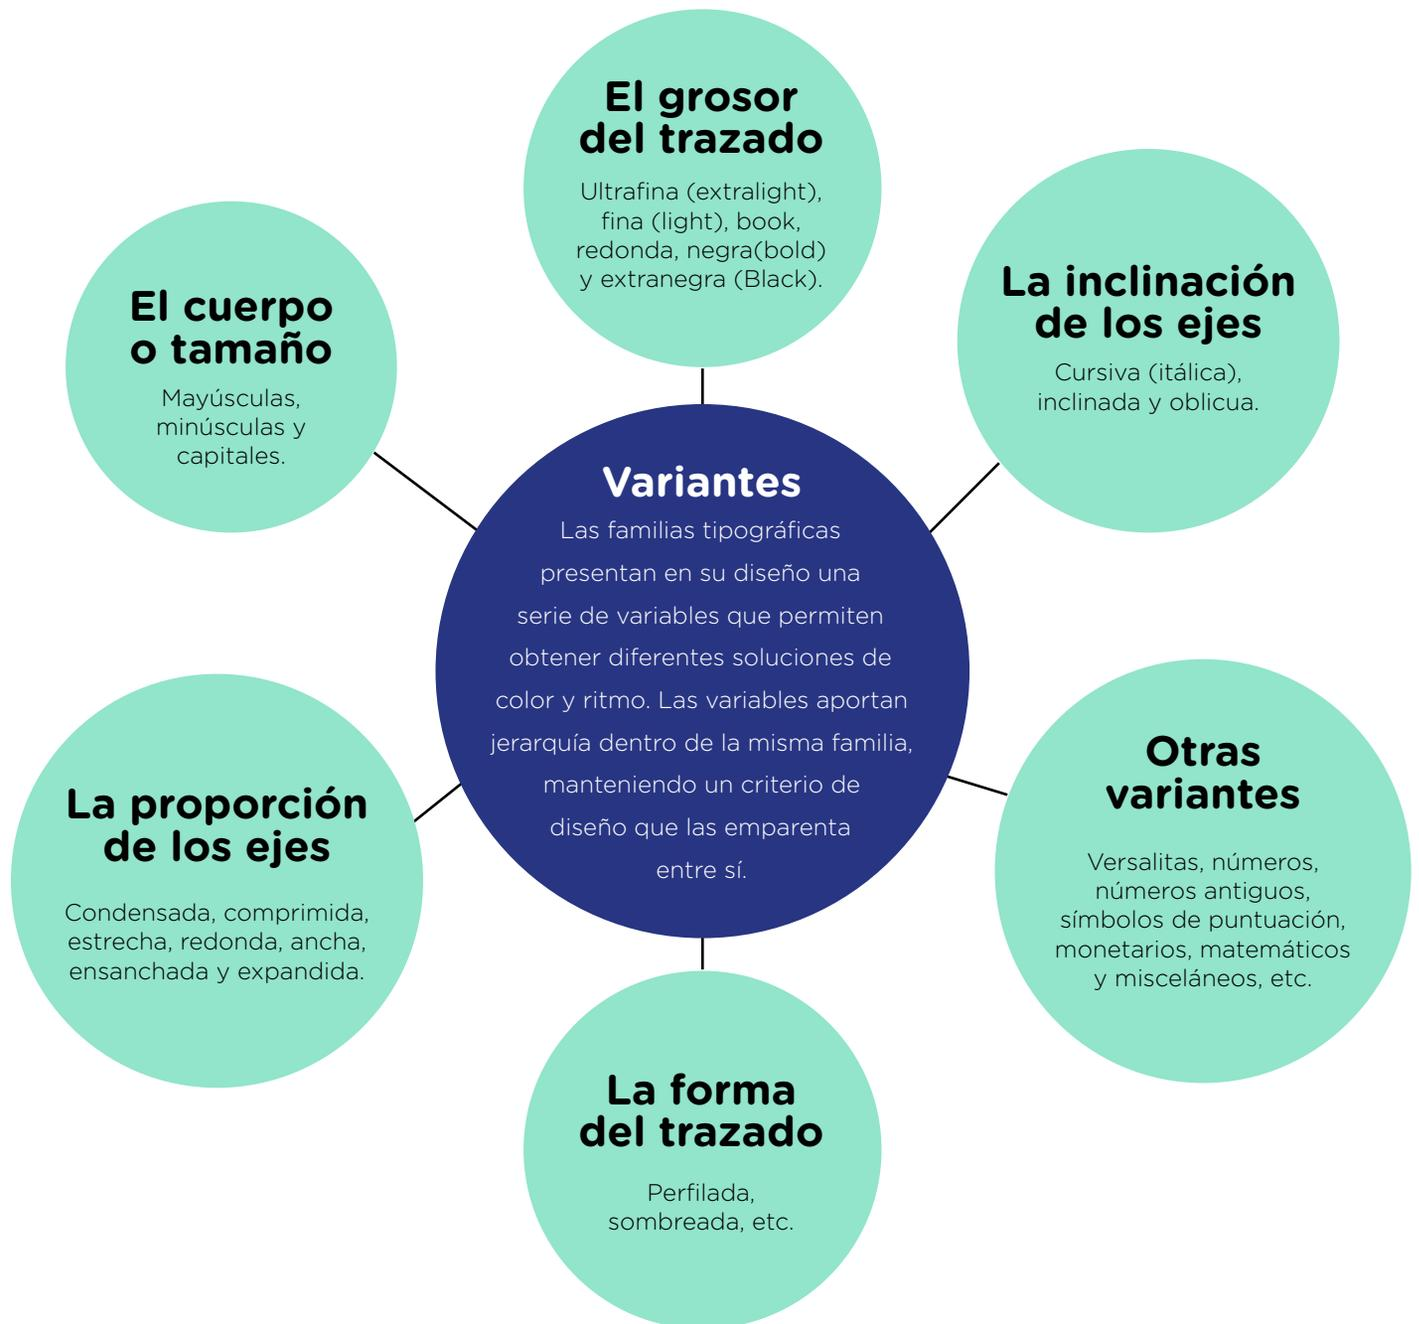 El grosor
del trazado
Ultrafina (extralight),
fina (light), book,
redonda, negra(bold)
y extranegra (Black).
La inclinación
de los ejes
Cursiva (itálica),
inclinada y oblicua.
El cuerpo
o tamaño
Mayúsculas,
minúsculas y
capitales.
Variantes
Las familias tipográficas
presentan en su diseño una
serie de variables que permiten
obtener diferentes soluciones de
color y ritmo. Las variables aportan
jerarquía dentro de la misma familia,
manteniendo un criterio de
diseño que las emparenta
entre sí.
Otras
variantes
Versalitas, números,
números antiguos,
símbolos de puntuación,
monetarios, matemáticos
y misceláneos, etc.
La proporción
de los ejes
Condensada, comprimida,
estrecha, redonda, ancha,
ensanchada y expandida.
La forma
del trazado
Perfilada,
sombreada, etc.